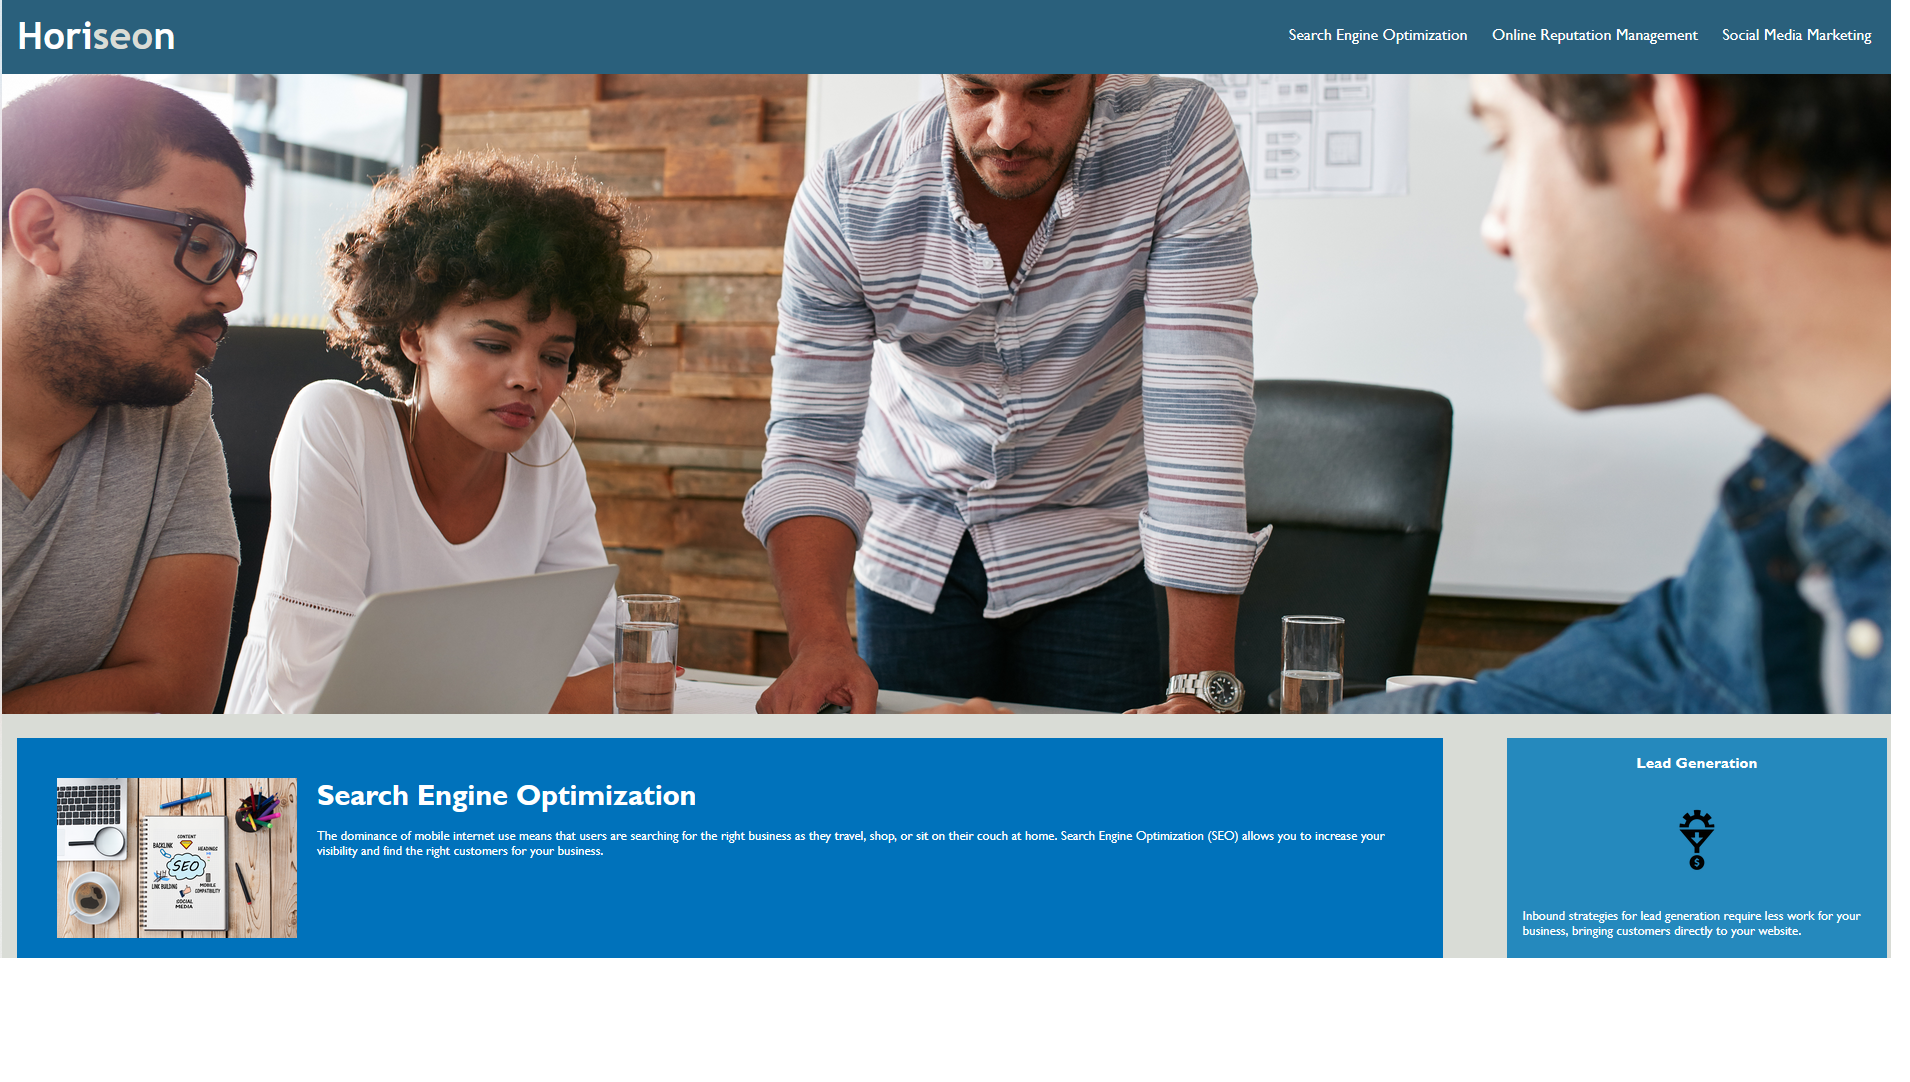 Horiseon
Search Engine Optimization
Online Reputation Management
Social Media Marketing
Search Engine Optimization
The dominance of mobile internet use means that users are searching for the right business as they travel, shop, or sit on their couch at home. Search Engine Optimization (SEO) allows you to increase your
visibility and find the right customers for your business.
CONTENT
BACKLINK
HEADINGS
SEO
LINK BUILDING
MOBILE
COMPATIBILITY
SOCIAL
MEDIA
Lead Generation
$
Inbound strategies for lead generation require less work for your
business, bringing customers directly to your website.